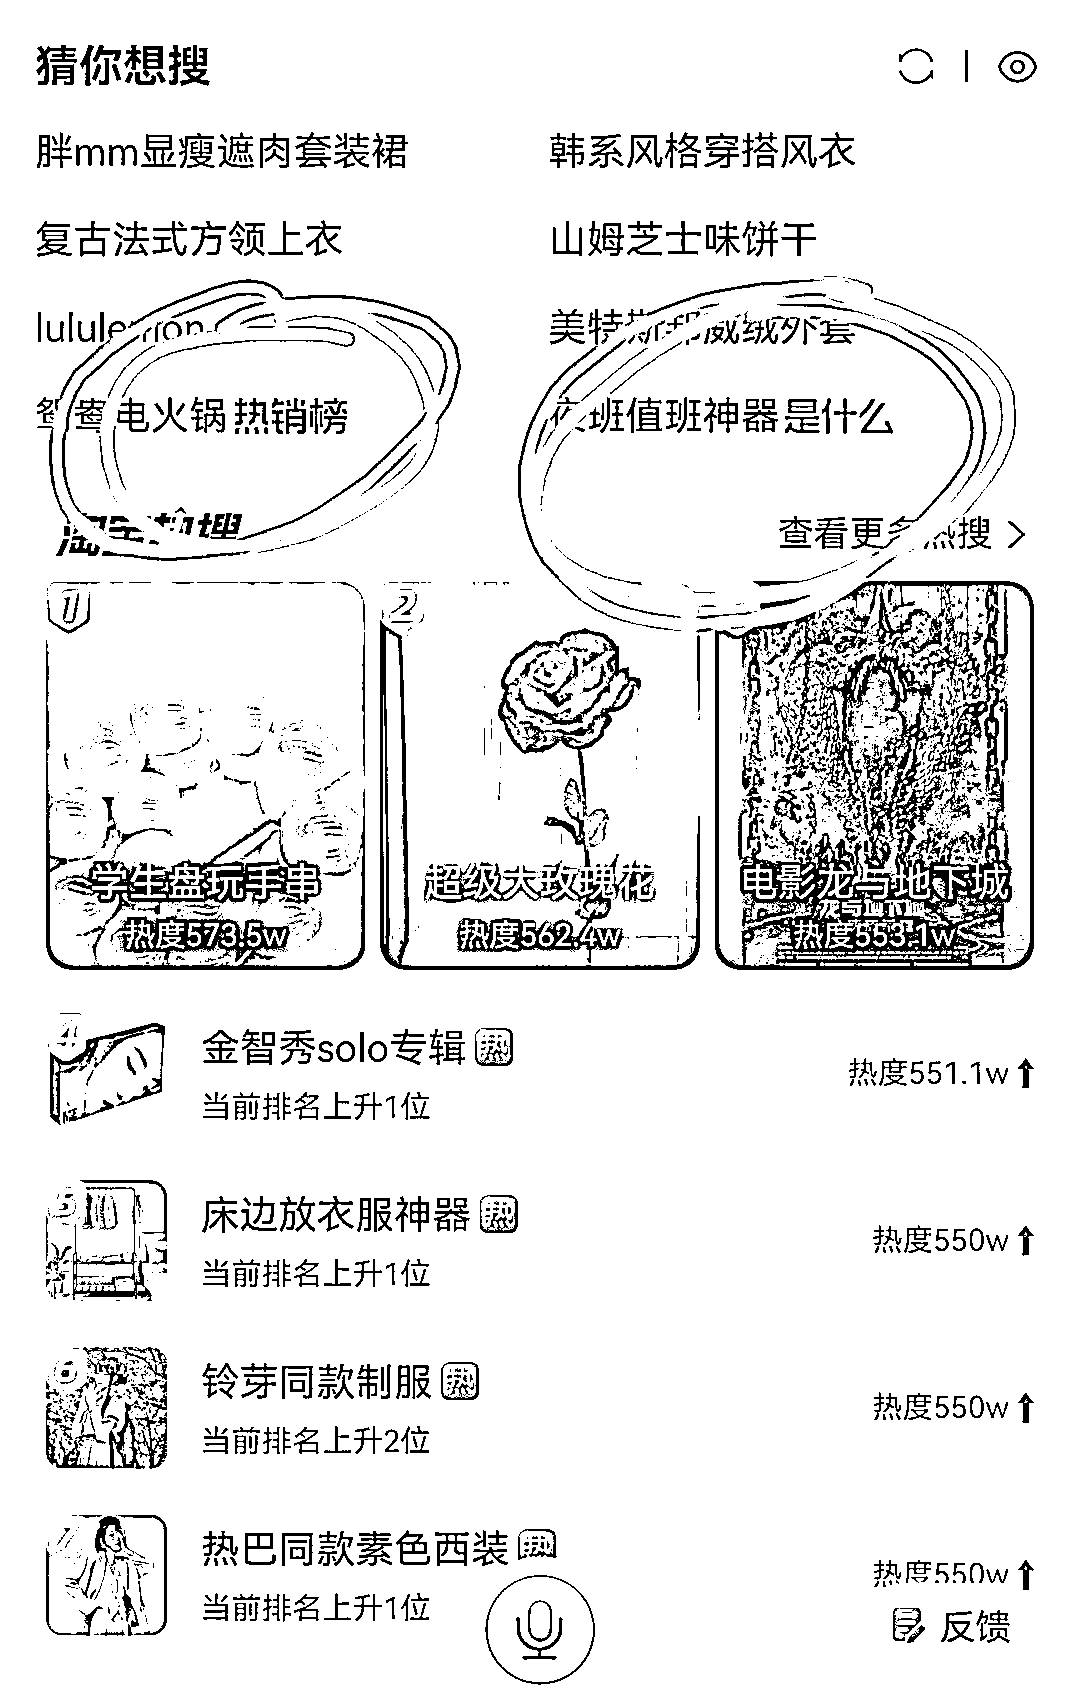 猜你想搜
胖mm显瘦遮肉套装裙
韩系风格穿搭风衣
复古法式方领上衣
山姆芝士味饼干
lululemon
美特斯邦威绒外套
鸳鸯电火锅热销榜
夜班值班神器是什么
淘宝热搜
查看更多热搜
1
学生盘玩手串
热度573.5w
2
超级大玫瑰花
热度562.4w
电影龙与地下城
热度553.1w
4
金智秀solo专辑 热
当前排名上升1位
热度551.1w
5
床边放衣服神器 热
当前排名上升1位
热度550w
6
铃芽同款制服 热
当前排名上升2位
热度550w
7
热巴同款素色西装 热
当前排名上升1位
热度550w
反馈